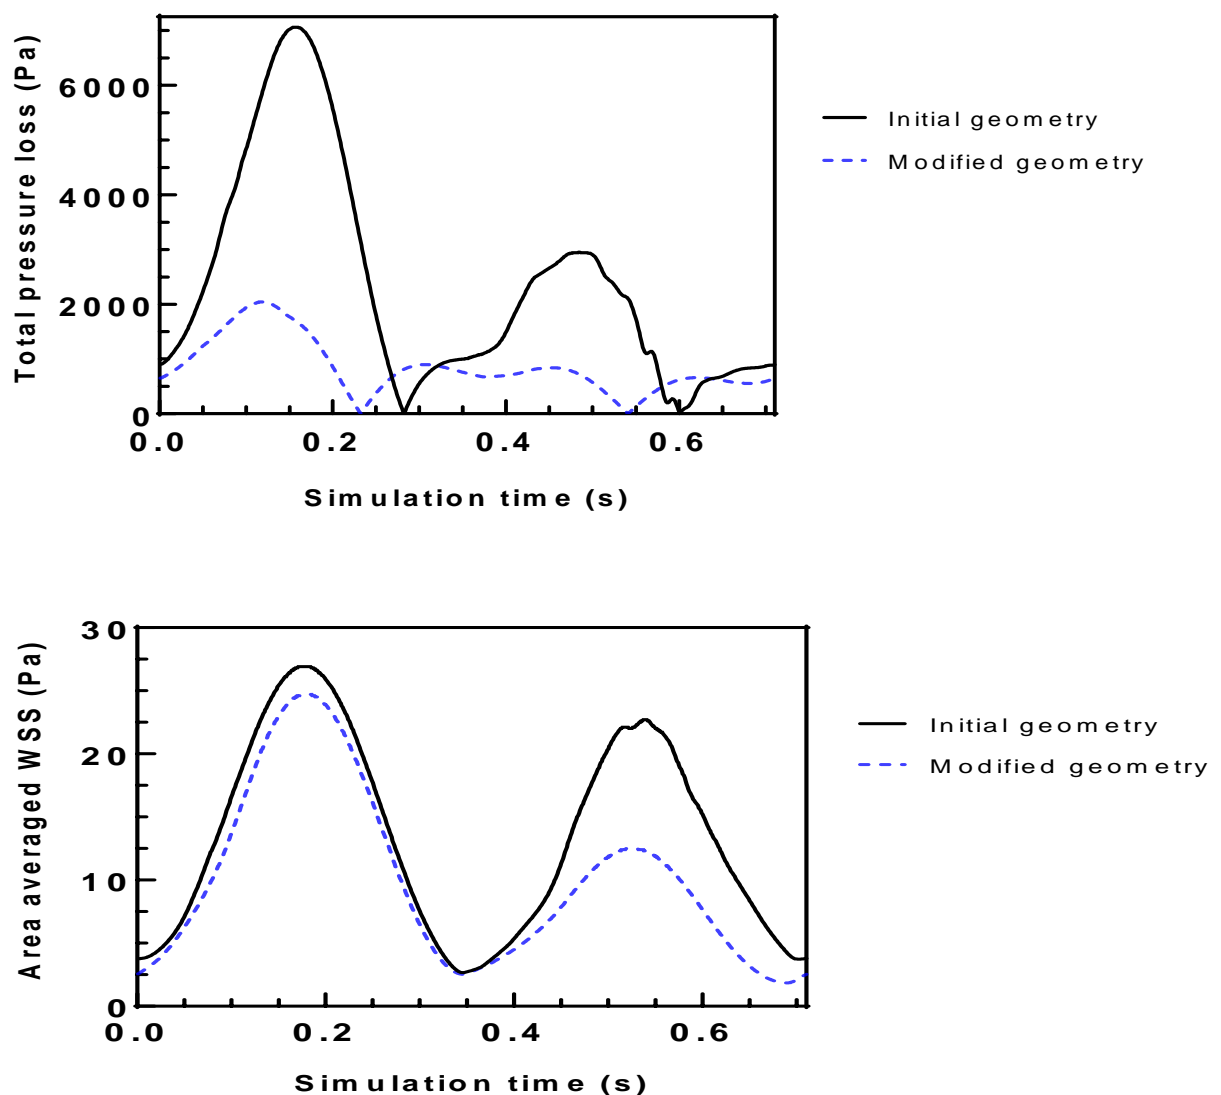 Total pressure loss (Pa)
6000
4000
2000
0
0.0 0.2 0.4 0.6
Simulation time (s)
Initial geometry
Modified geometry
Area averaged WSS (Pa)
30
20
10
0
0.0 0.2 0.4 0.6
Simulation time (s)
Initial geometry
Modified geometry